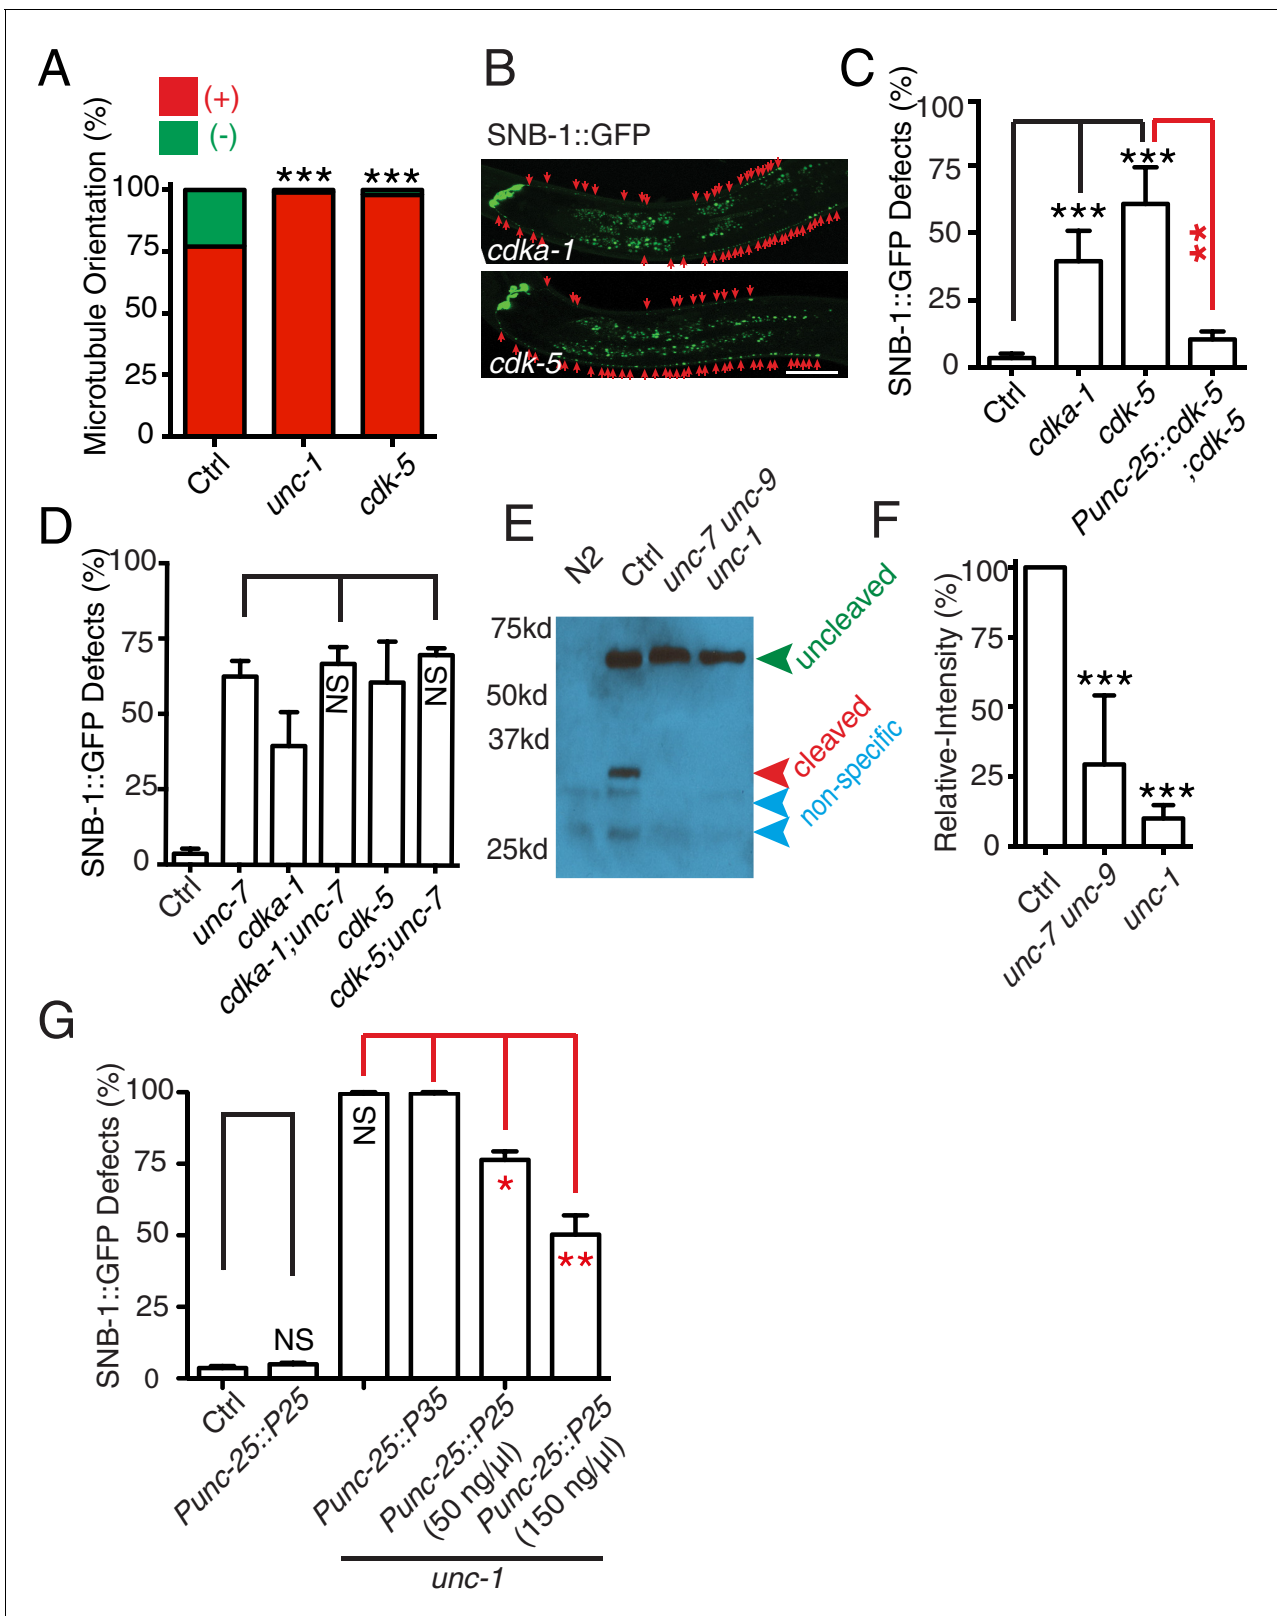 A
(+)
(-)
Microtubule Orientation (%)
100
75
50
25
0
***
***
Ctrl
unc-1
cdk-5
B
SNB-1::GFP
cdka-1
cdk-5
C
SNB-1::GFP Defects (%)
100
75
50
25
0
***
***
**
Ctrl
cdka-1
cdk-5
Punc-25::cdk-5
;cdk-5
D
SNB-1::GFP Defects (%)
100
75
50
25
0
NS
NS
Ctrl
unc-7
cdka-1
cdka-1;unc-7
cdk-5
cdk-5;unc-7
E
N2
Ctrl
unc-7 unc-9
unc-1
75kd
50kd
37kd
25kd
uncleaved
cleaved
non-specific
F
Relative-Intensity (%)
100
75
50
25
0
***
***
Ctrl
unc-7 unc-9
unc-1
G
SNB-1::GFP Defects (%)
100
75
50
25
0
NS
NS
*
**
Ctrl
Punc-25::P25
Punc-25::P35
Punc-25::P25
(50 ng/µl)
Punc-25::P25
(150 ng/µl)
unc-1